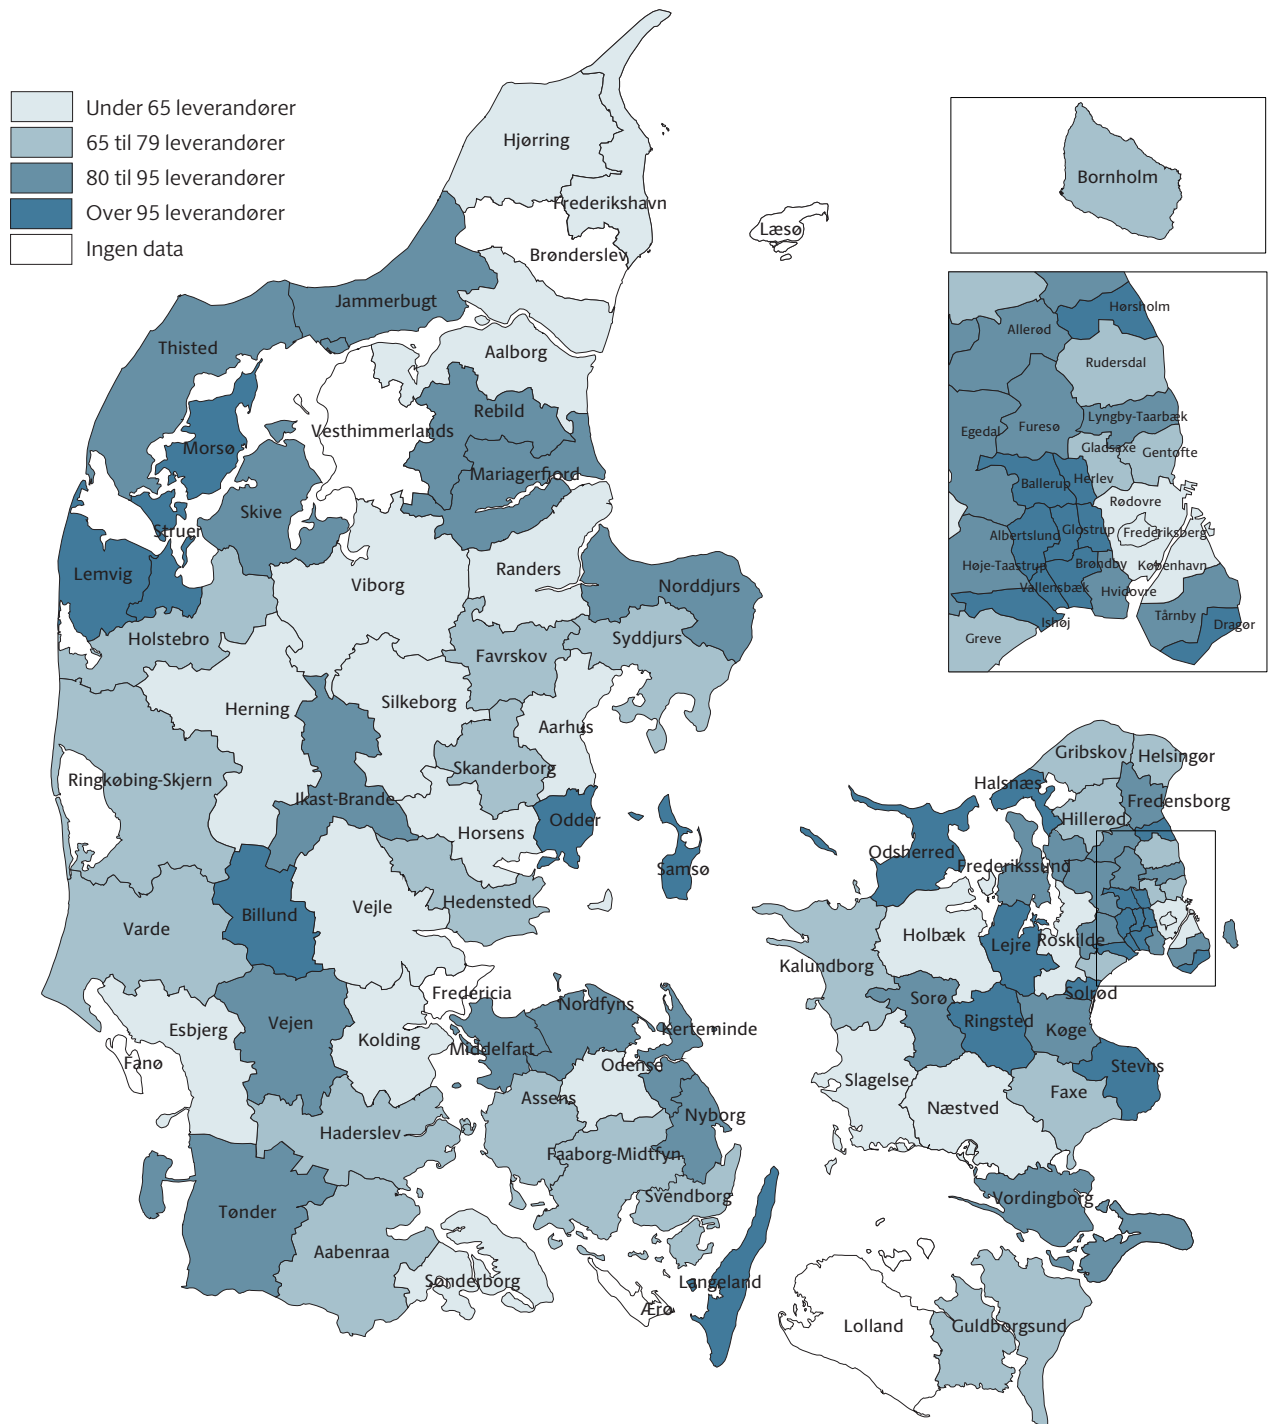 Under 65 leverandører
65 til 79 leverandører
80 til 95 leverandører
Over 95 leverandører
Ingen data
Hjørring
Frederikshavn
Læsø
Brønderslev
Jammerbugt
Thisted
Aalborg
Rebild
Vesthimmerlands
Morsø
Mariagerfjord
Skive
Struer
Lemvig
Viborg
Randers
Norddjurs
Holstebro
Favrskov
Syddjurs
Herning
Silkeborg
Aarhus
Skanderborg
Ringkøbing-Skjern
Ikast-Brande
Horsens
Odder
Samsø
Hedensted
Billund
Vejle
Varde
Fredericia
Vejen
Esbjerg
Kolding
Fanø
Nordfyns
Kerteminde
Middelfart
Odense
Assens
Nyborg
Haderslev
Faaborg-Midtfyn
Svendborg
Tønder
Aabenraa
Sønderborg
Langeland
Ærø
Bornholm
Hørsholm
Allerød
Rudersdal
Lyngby-Taarbæk
Egedal
Furesø
Gladsaxe
Gentofte
Ballerup
Herlev
Rødovre
Albertslund
Glostrup
Frederiksberg
Høje-Taastrup
Brøndby
København
Vallensbæk
Hvidovre
Ishøj
Tårnby
Dragør
Greve
Gribskov
Helsingør
Halsnæs
Fredensborg
Hillerød
Odsherred
Frederikssund
Holbæk
Lejre
Roskilde
Kalundborg
Solrød
Sorø
Ringsted
Køge
Stevns
Slagelse
Næstved
Faxe
Vordingborg
Lolland
Guldborgsund